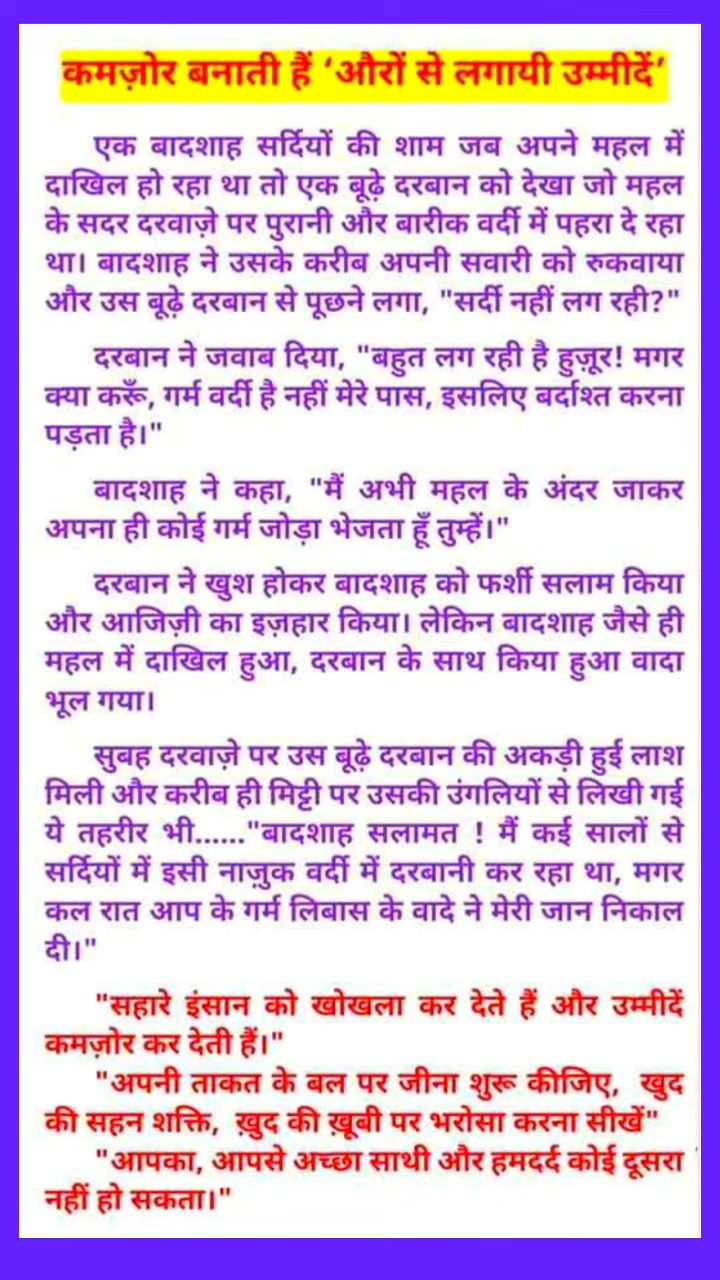 कमज़ोर बनाती हैं ‘औरों से लगायी उम्मीदें’
एक बादशाह सर्दियों की शाम जब अपने महल में
दाखिल हो रहा था तो एक बूढ़े दरबान को देखा जो महल
के सदर दरवाज़े पर पुरानी और बारीक वर्दी में पहरा दे रहा
था। बादशाह ने उसके करीब अपनी सवारी को रुकवाया
और उस बूढ़े दरबान से पूछने लगा, "सर्दी नहीं लग रही?"
दरबान ने जवाब दिया, "बहुत लग रही है हुज़ूर! मगर
क्या करूँ, गर्म वर्दी है नहीं मेरे पास, इसलिए बर्दाश्त करना
पड़ता है।"
बादशाह ने कहा, "मैं अभी महल के अंदर जाकर
अपना ही कोई गर्म जोड़ा भेजता हूँ तुम्हें।"
दरबान ने खुश होकर बादशाह को फर्शी सलाम किया
और आजिज़ी का इज़हार किया। लेकिन बादशाह जैसे ही
महल में दाखिल हुआ, दरबान के साथ किया हुआ वादा
भूल गया।
सुबह दरवाज़े पर उस बूढ़े दरबान की अकड़ी हुई लाश
मिली और करीब ही मिट्टी पर उसकी उंगलियों से लिखी गई
ये तहरीर भी......"बादशाह सलामत ! मैं कई सालों से
सर्दियों में इसी नाज़ुक वर्दी में दरबानी कर रहा था, मगर
कल रात आप के गर्म लिबास के वादे ने मेरी जान निकाल
दी।"
"सहारे इंसान को खोखला कर देते हैं और उम्मीदें
कमज़ोर कर देती हैं।"
"अपनी ताकत के बल पर जीना शुरू कीजिए, खुद
की सहन शक्ति, ख़ुद की ख़ूबी पर भरोसा करना सीखें"
"आपका, आपसे अच्छा साथी और हमदर्द कोई दूसरा
नहीं हो सकता।"